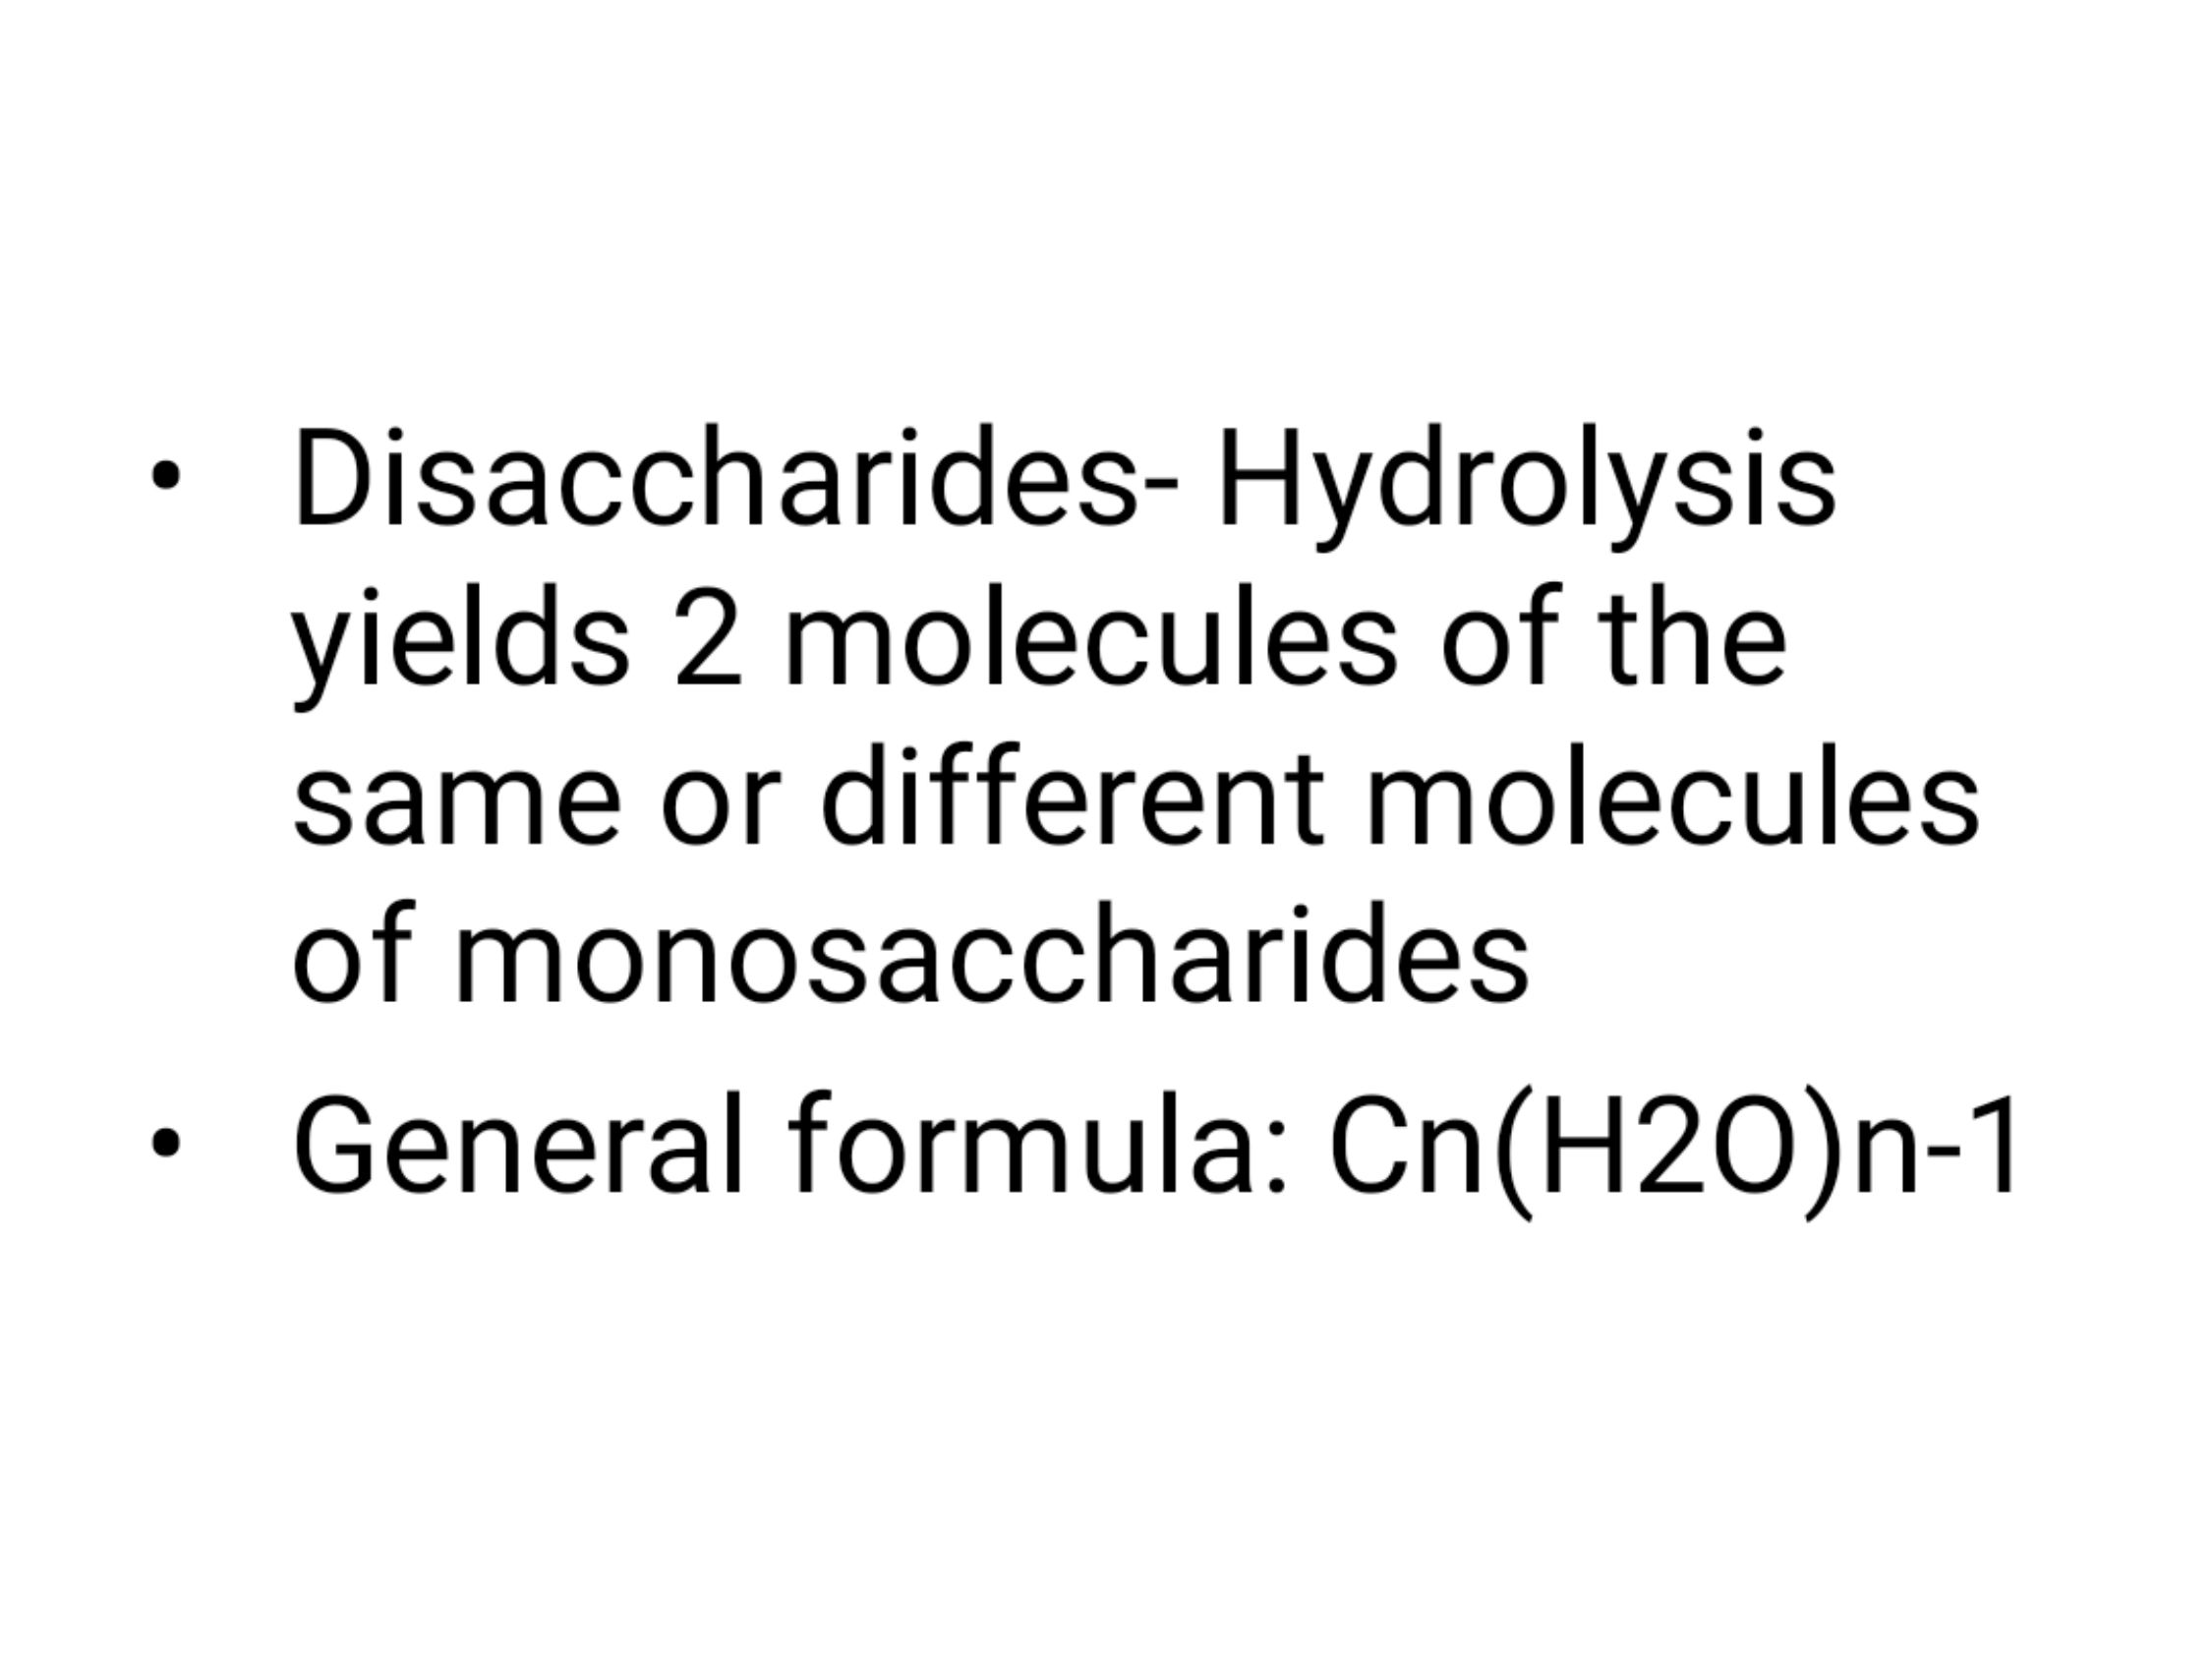 • Disaccharides- Hydrolysis
yields 2 molecules of the
same or different molecules
of monosaccharides
• General formula: Cn(H2O)n-1